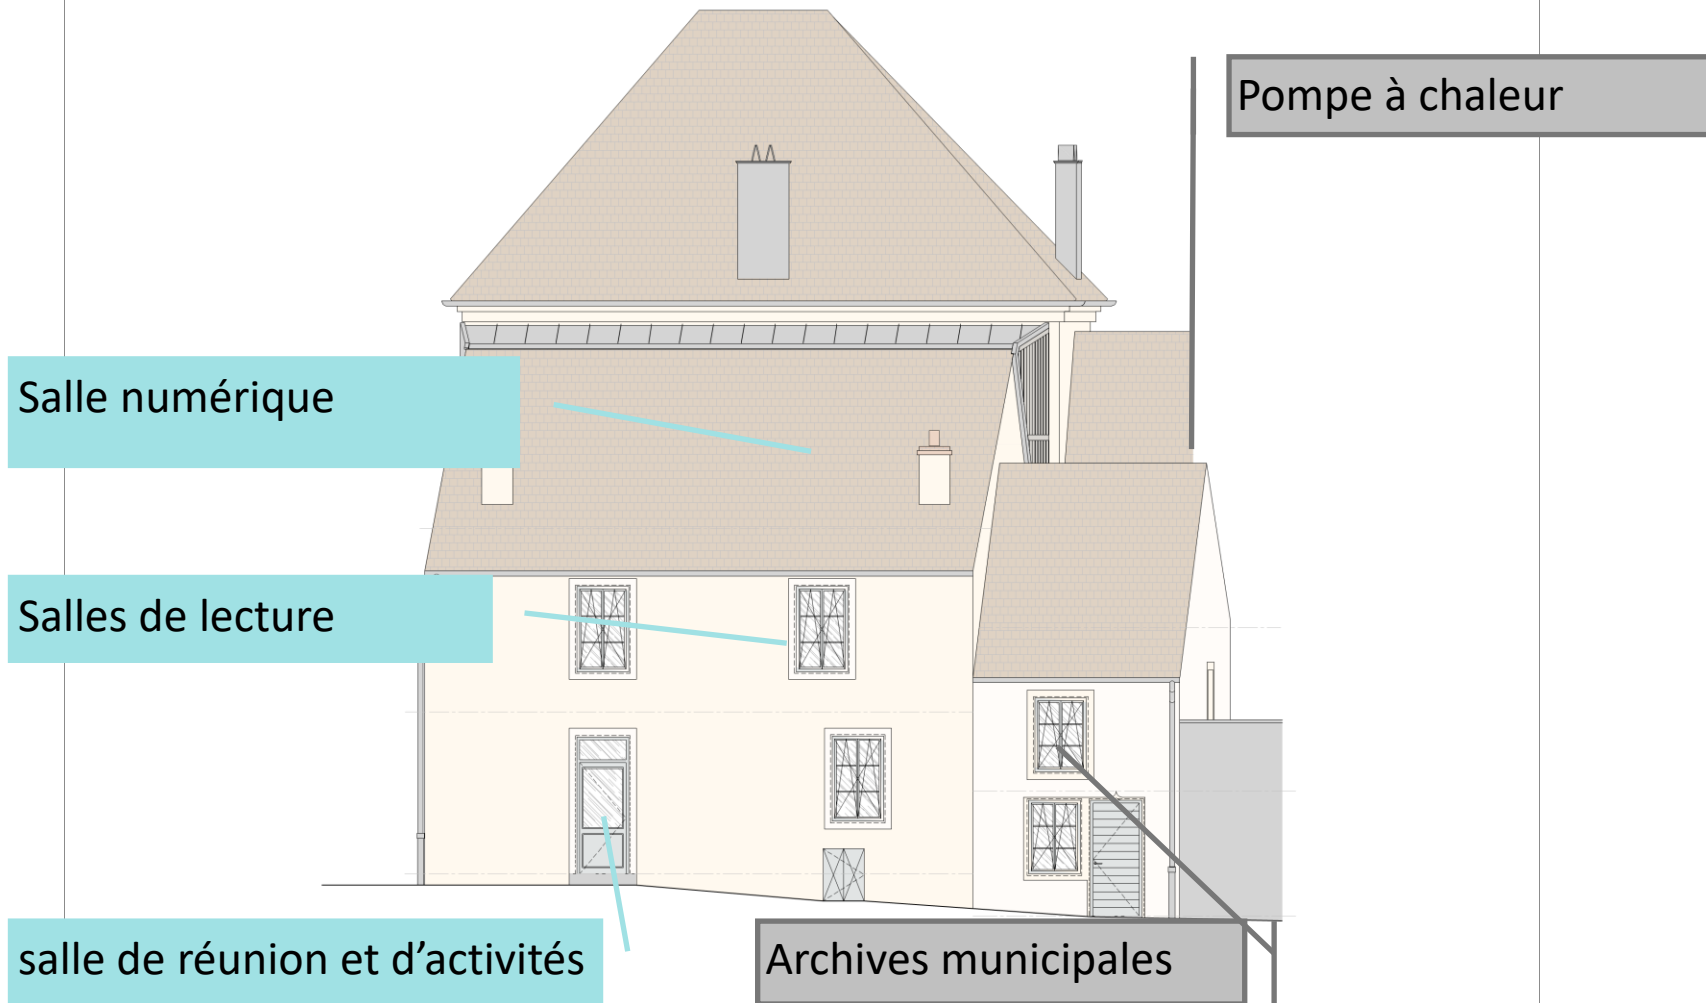 Pompe à chaleur
Salle numérique
Salles de lecture
salle de réunion et d’activités
Archives municipales